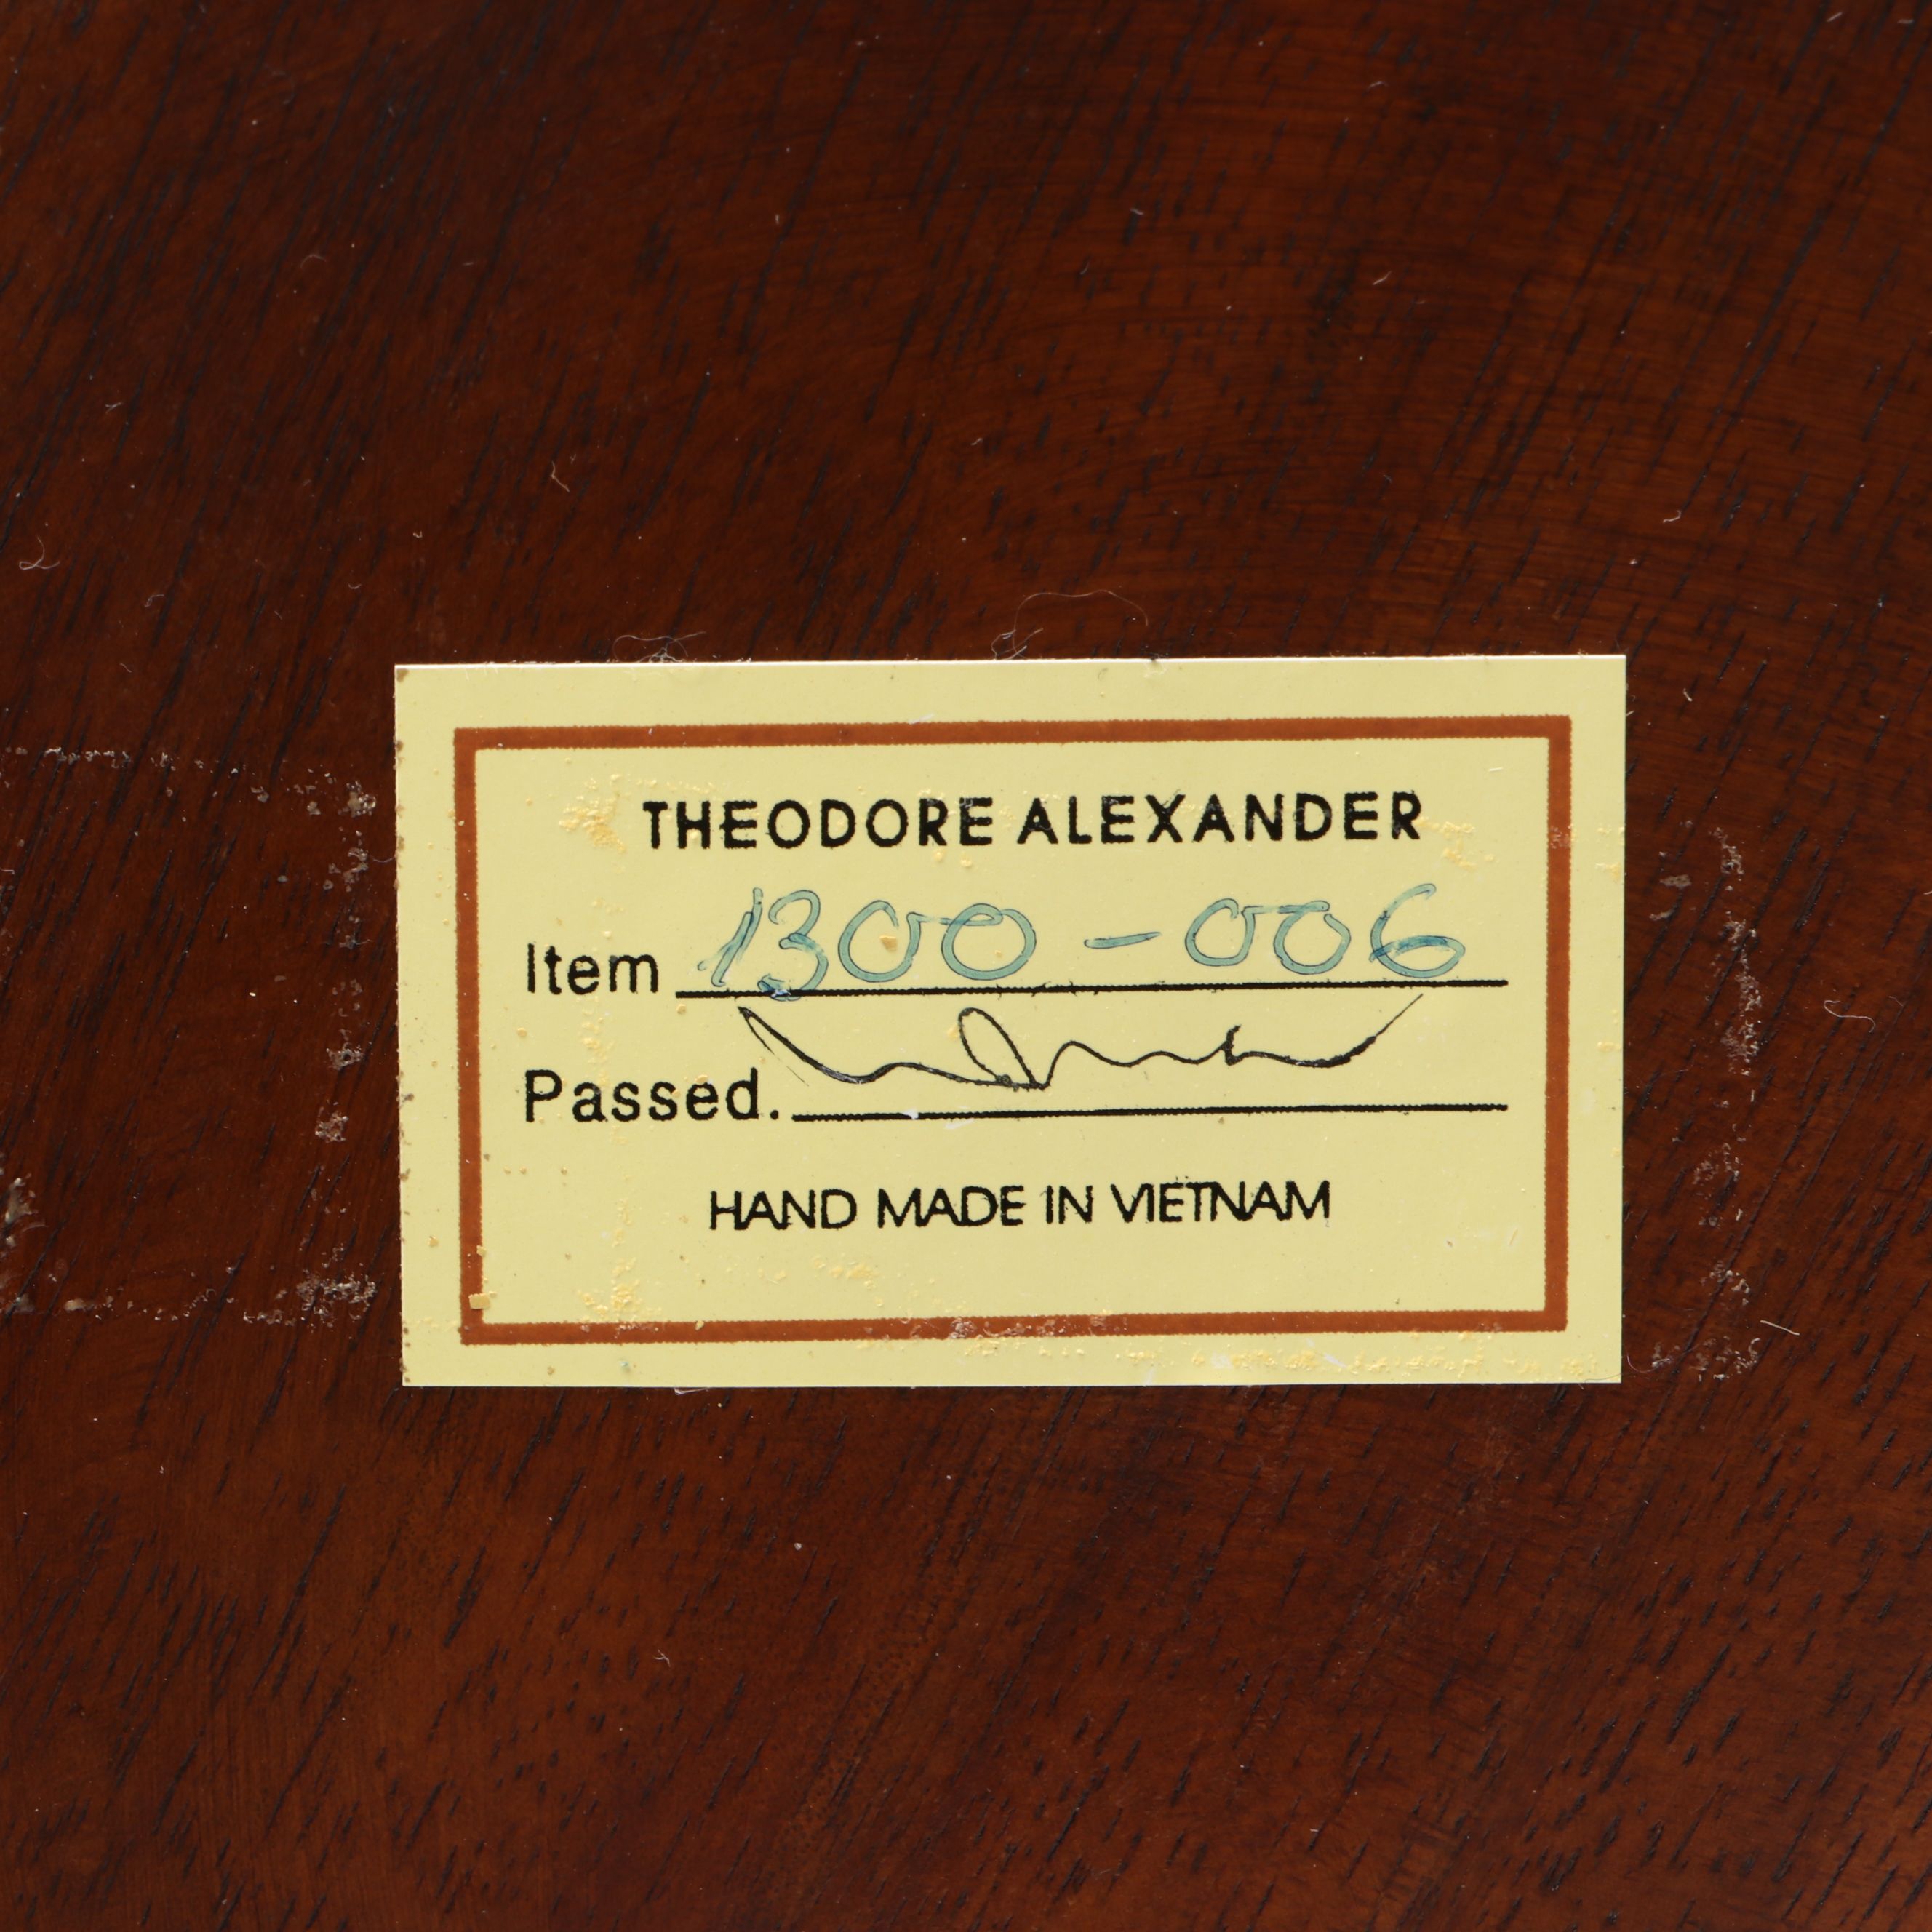 THEODORE ALEXANDER
Item 1300-006
Passed.
HAND MADE IN VIETNAM